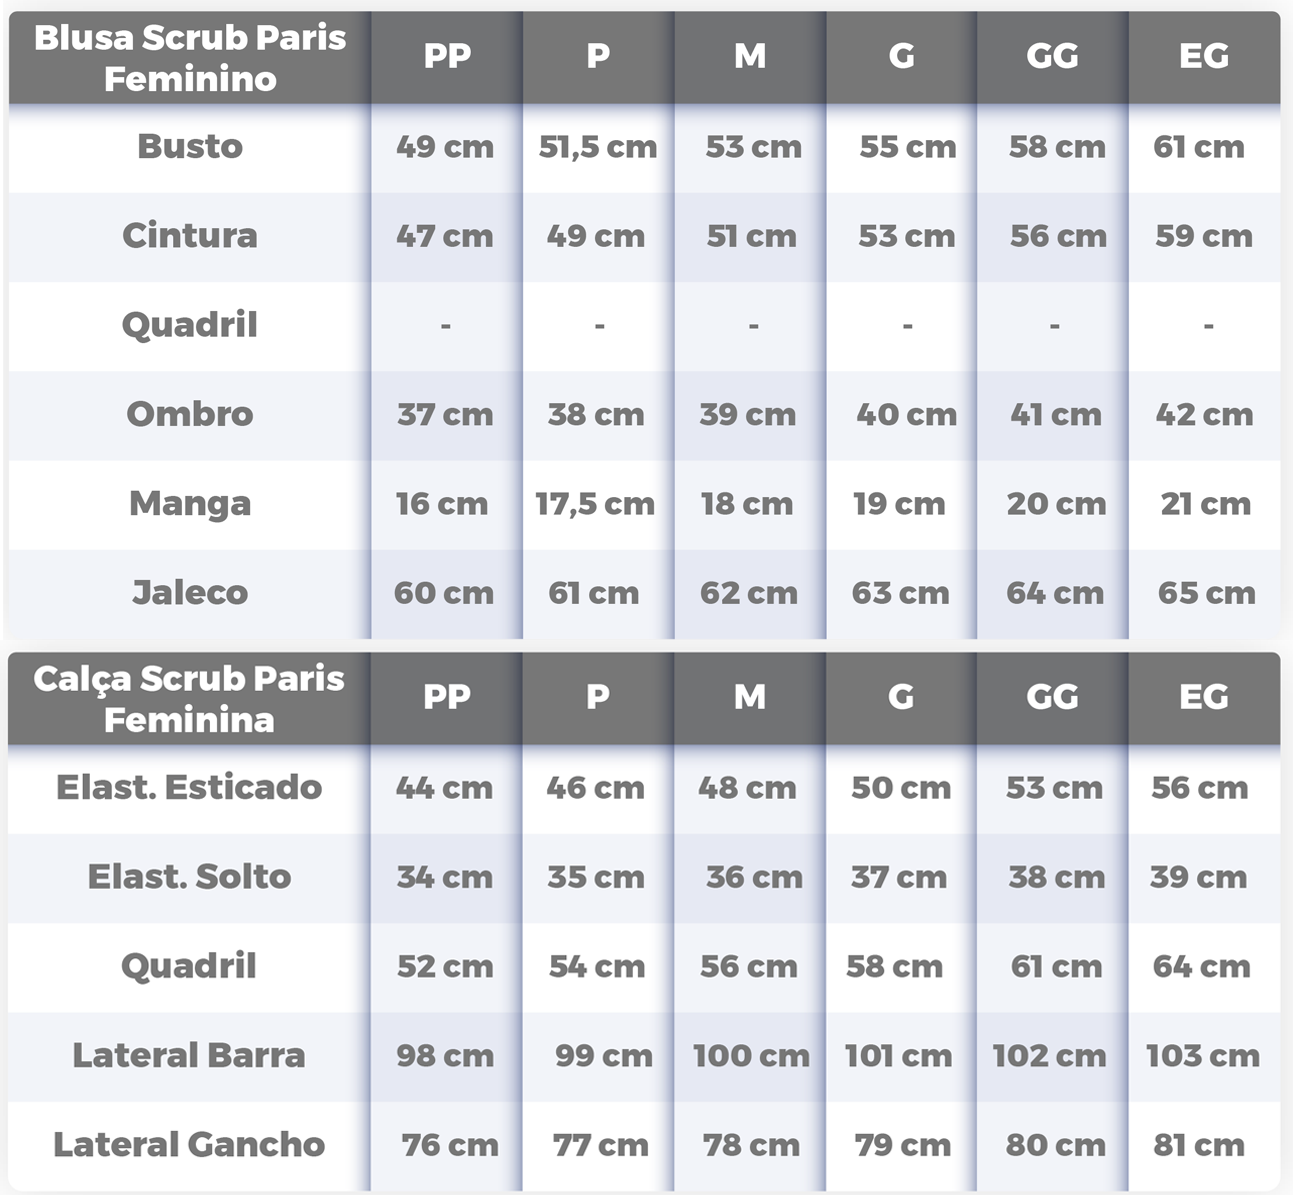 Blusa Scrub Paris Feminino PP P M G GG EG
Busto 49 cm 51,5 cm 53 cm 55 cm 58 cm 61 cm
Cintura 47 cm 49 cm 51 cm 53 cm 56 cm 59 cm
Quadril - - - - - -
Ombro 37 cm 38 cm 39 cm 40 cm 41 cm 42 cm
Manga 16 cm 17,5 cm 18 cm 19 cm 20 cm 21 cm
Jaleco 60 cm 61 cm 62 cm 63 cm 64 cm 65 cm
Calça Scrub Paris Feminina PP P M G GG EG
Elast. Esticado 44 cm 46 cm 48 cm 50 cm 53 cm 56 cm
Elast. Solto 34 cm 35 cm 36 cm 37 cm 38 cm 39 cm
Quadril 52 cm 54 cm 56 cm 58 cm 61 cm 64 cm
Lateral Barra 98 cm 99 cm 100 cm 101 cm 102 cm 103 cm
Lateral Gancho 76 cm 77 cm 78 cm 79 cm 80 cm 81 cm